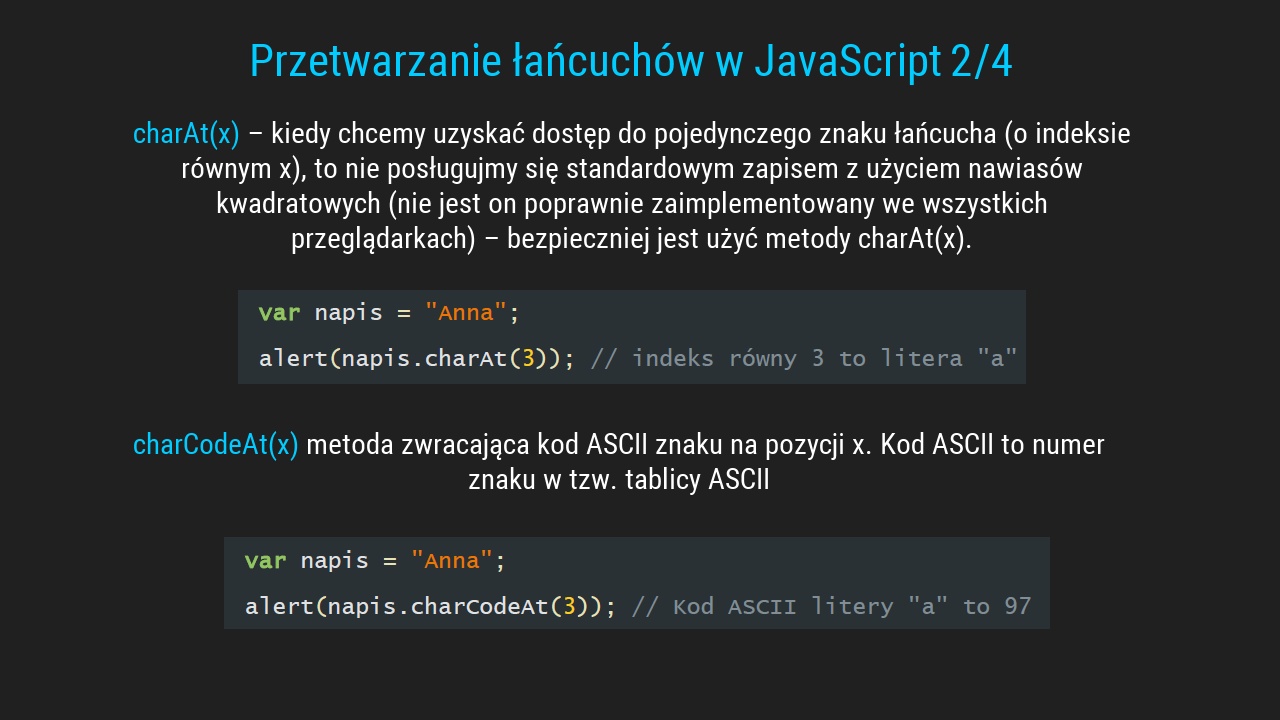 Przetwarzanie łańcuchów w JavaScript 2/4
charAt(x) – kiedy chcemy uzyskać dostęp do pojedynczego znaku łańcucha (o indeksie
równym x), to nie posługujmy się standardowym zapisem z użyciem nawiasów
kwadratowych (nie jest on poprawnie zaimplementowany we wszystkich
przeglądarkach) – bezpieczniej jest użyć metody charAt(x).
var napis = "Anna";
alert(napis.charAt(3)); // indeks równy 3 to litera "a"
charCodeAt(x) metoda zwracająca kod ASCII znaku na pozycji x. Kod ASCII to numer
znaku w tzw. tablicy ASCII
var napis = "Anna";
alert(napis.charCodeAt(3)); // Kod ASCII litery "a" to 97